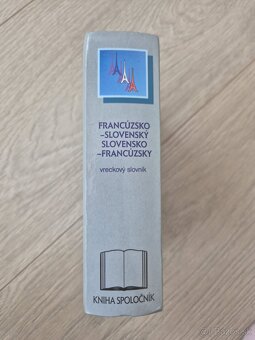 FRANCÚZSKO
-SLOVENSKÝ
SLOVENSKO
-FRANCÚZSKY
vreckový slovník
KNIHA SPOLOČNÍK